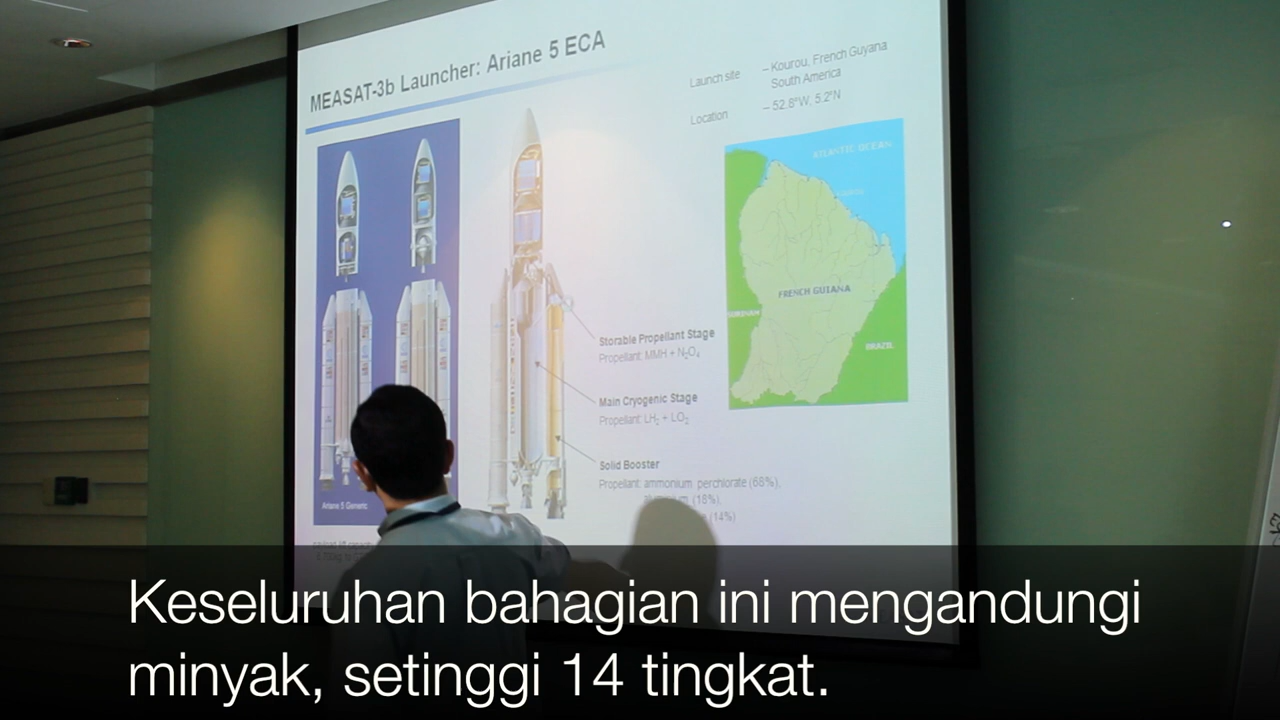 MEASAT-3b Launcher: Ariane 5 ECA
Launch site – Kourou, French Guyana
South America
Location – 52.8°W, 5.2°N
ATLANTIC OCEAN
FRENCH GUIANA
BRAZIL
Storable Propellant Stage
Propellant: MMH + N₂O₄
Main Cryogenic Stage
Propellant: LH₂ + LO₂
Solid Booster
Propellant: ammonium perchlorate (68%),
(18%),
(14%)
Ariane 5 Generic
Keseluruhan bahagian ini mengandungi
minyak, setinggi 14 tingkat.